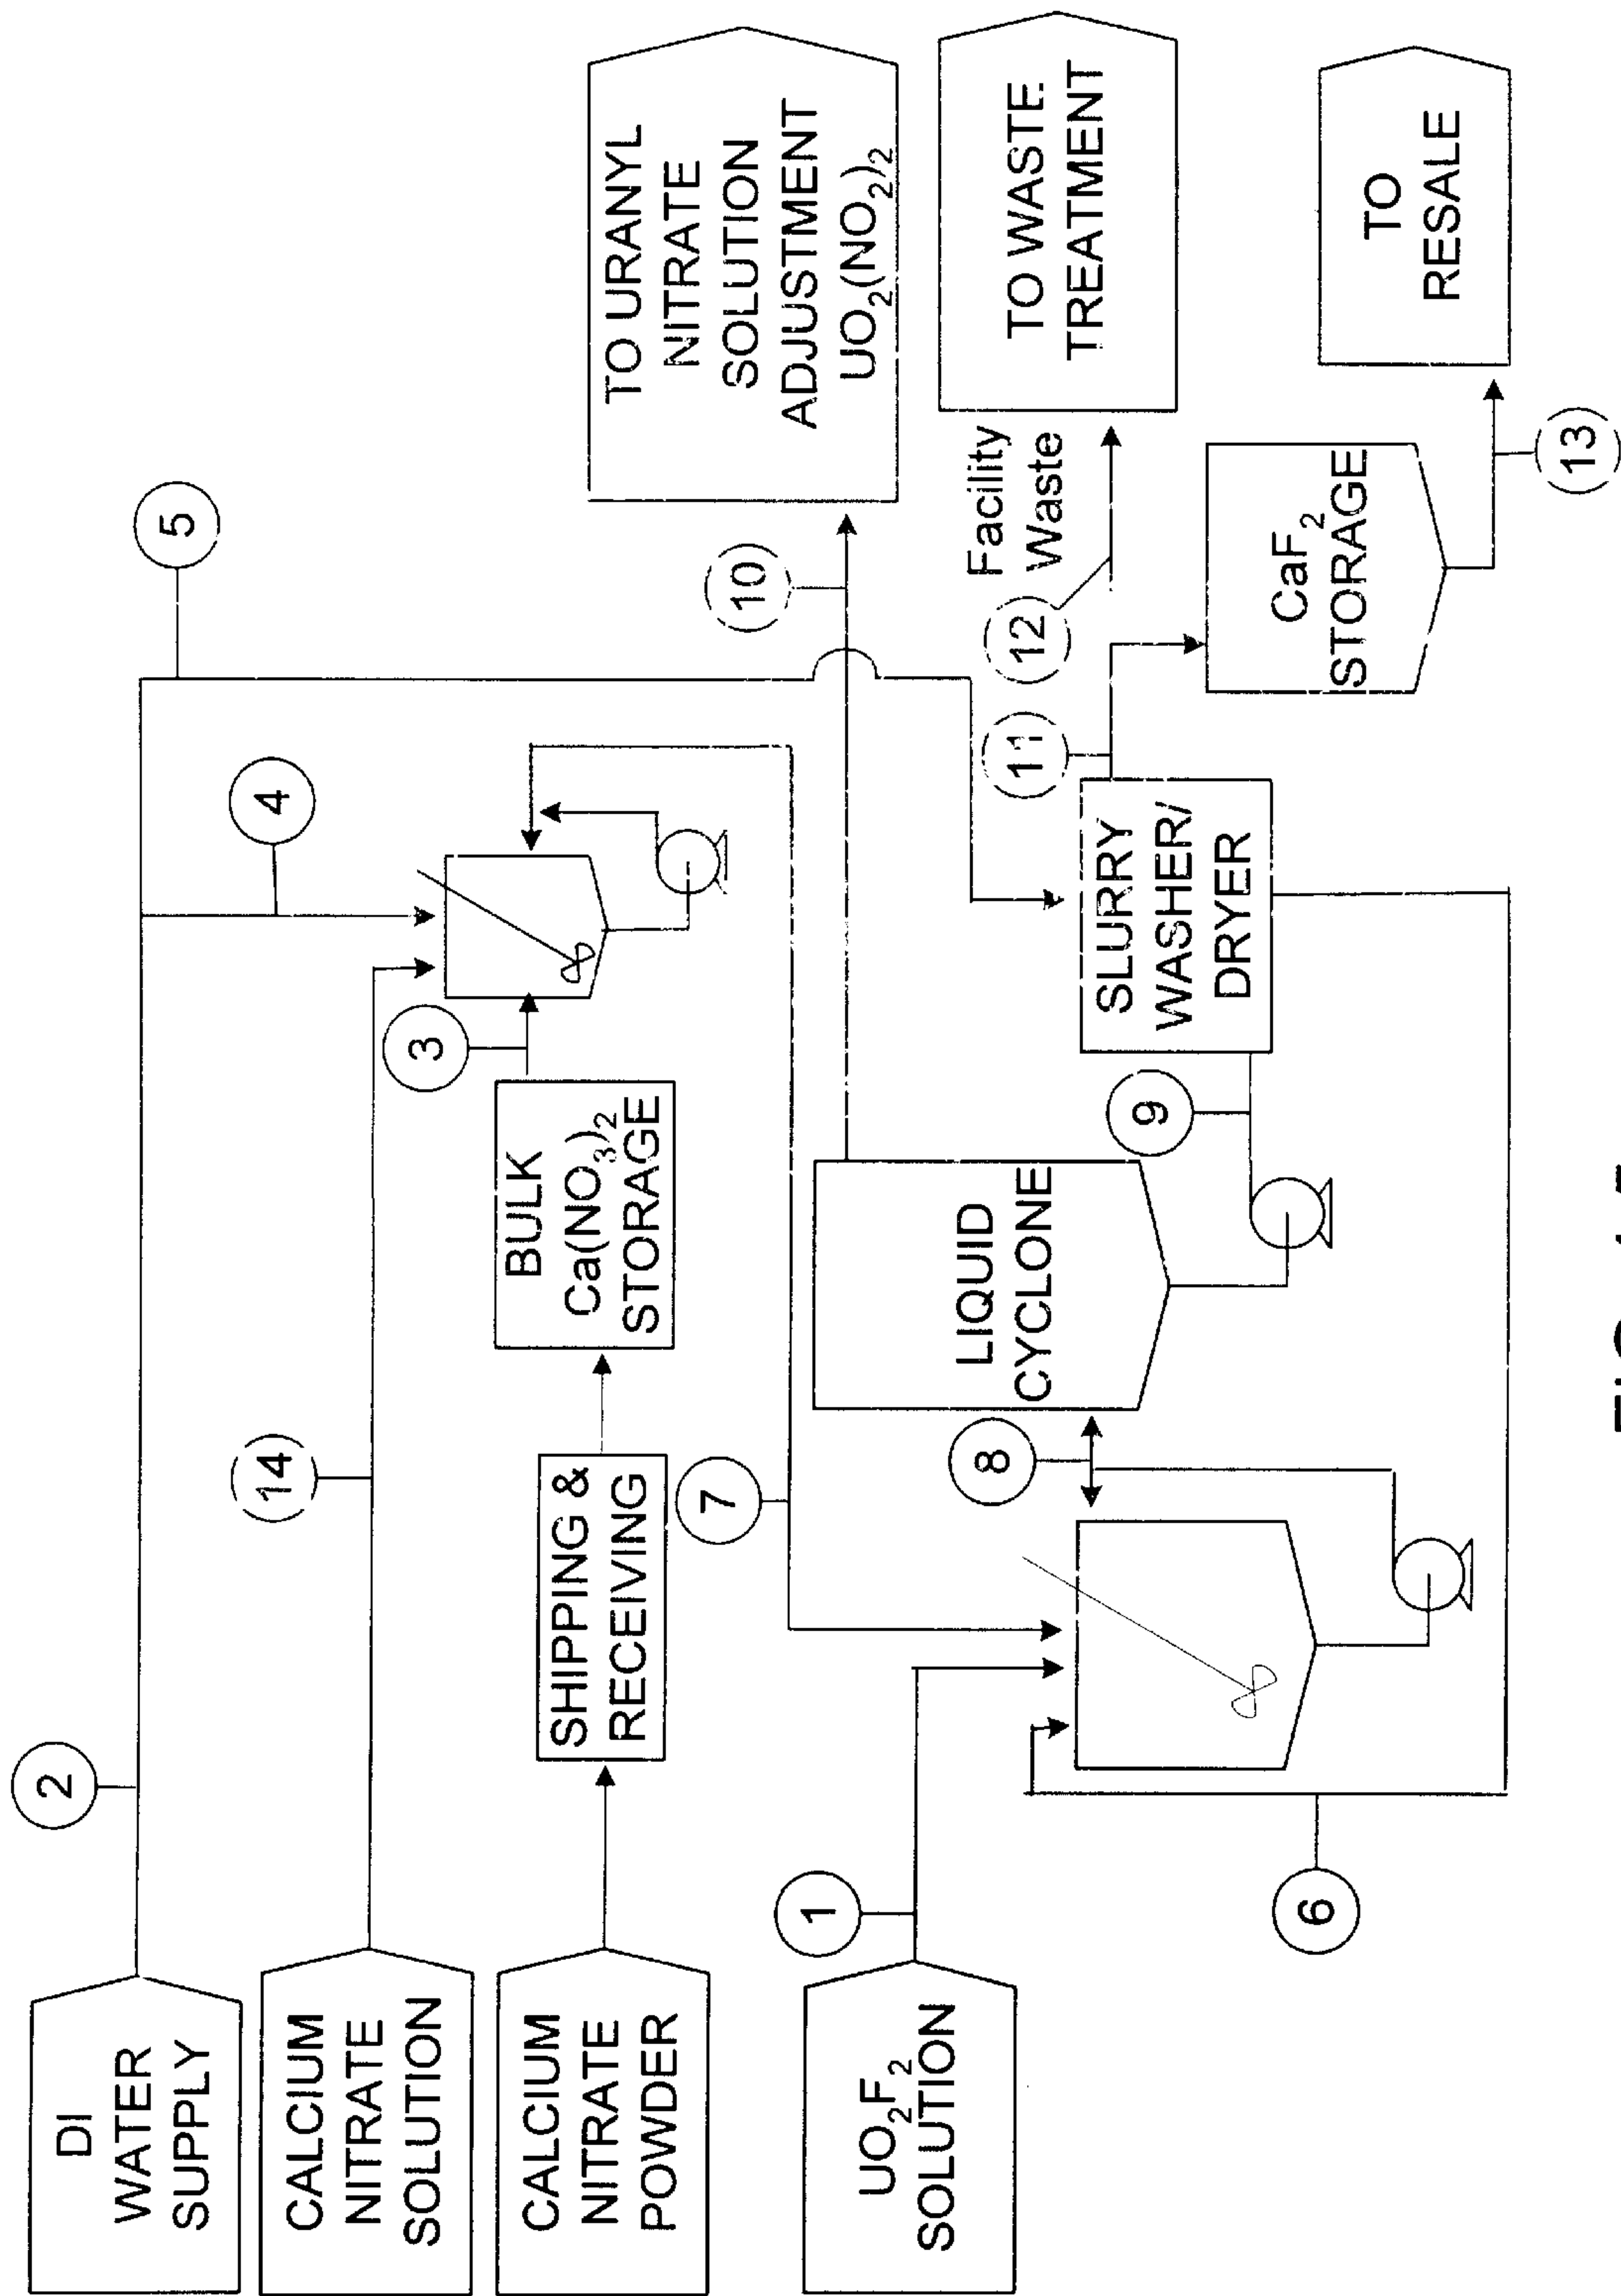 DI
WATER
SUPPLY
CALCIUM
NITRATE
SOLUTION
CALCIUM
NITRATE
POWDER
UO₂F₂
SOLUTION
2
14
SHIPPING &
RECEIVING
BULK
Ca(NO₃)₂
STORAGE
3
4
5
7
1
6
8
LIQUID
CYCLONE
9
SLURRY
WASHER/
DRYER
10
11
12
Facility
Waste
TO URANYL
NITRATE
SOLUTION
ADJUSTMENT
UO₂(NO₂)₂
TO WASTE
TREATMENT
CaF₂
STORAGE
13
TO
RESALE